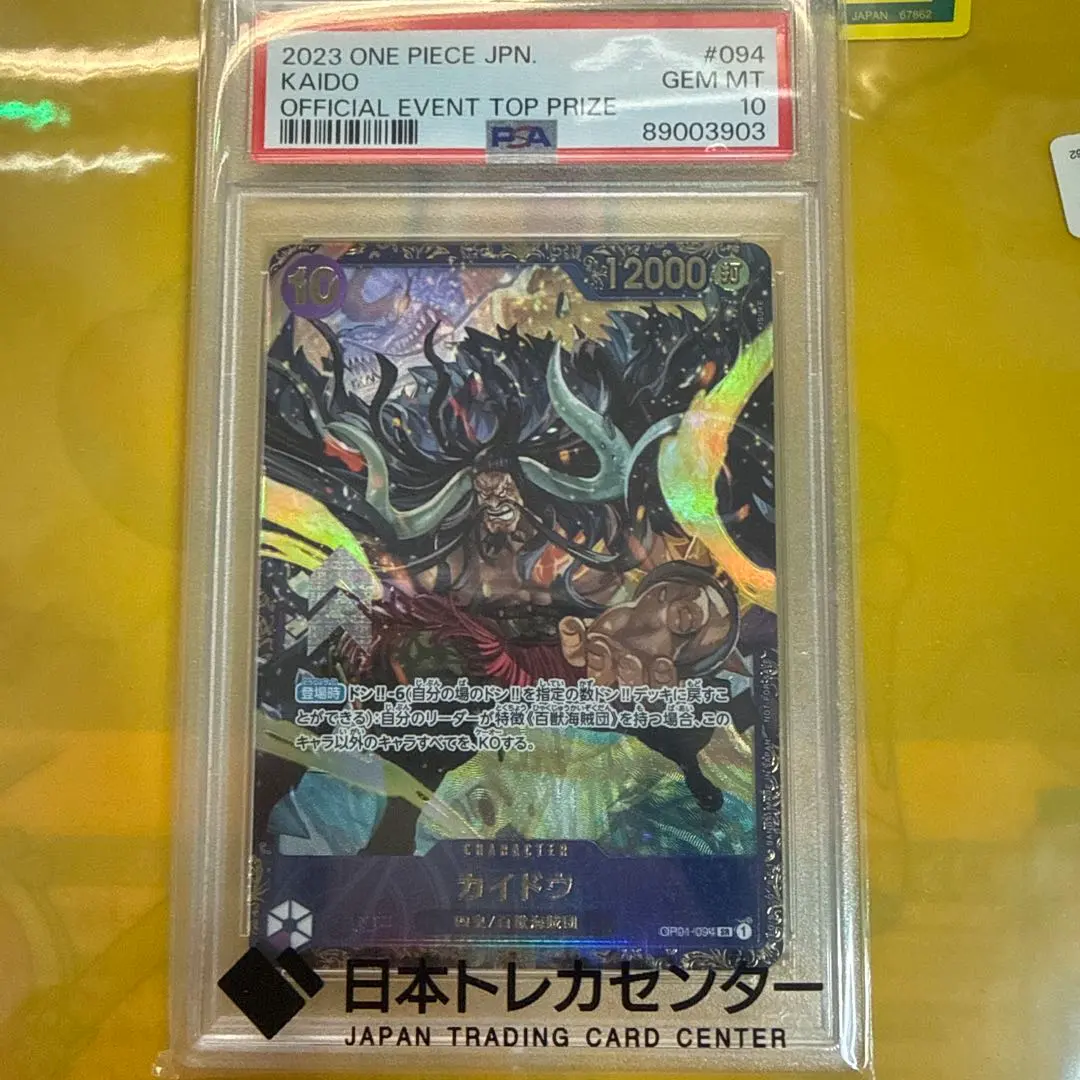 JAPAN 67862
2023 ONE PIECE JPN. #094
KAIDO GEM MT
OFFICIAL EVENT TOP PRIZE 10
PSA 89003903
10 12000 打
登場時 ドン!!-6(自分の場のドン!!を指定の数ドン!!デッキに戻すこ
とができる):自分のリーダーが特徴《百獣海賊団》を持つ場合、この
キャラ以外のキャラすべてを、KOする。
CHARACTER
カイドウ
四皇/百獣海賊団
OP01-094 SR 1
日本トレカセンター
JAPAN TRADING CARD CENTER